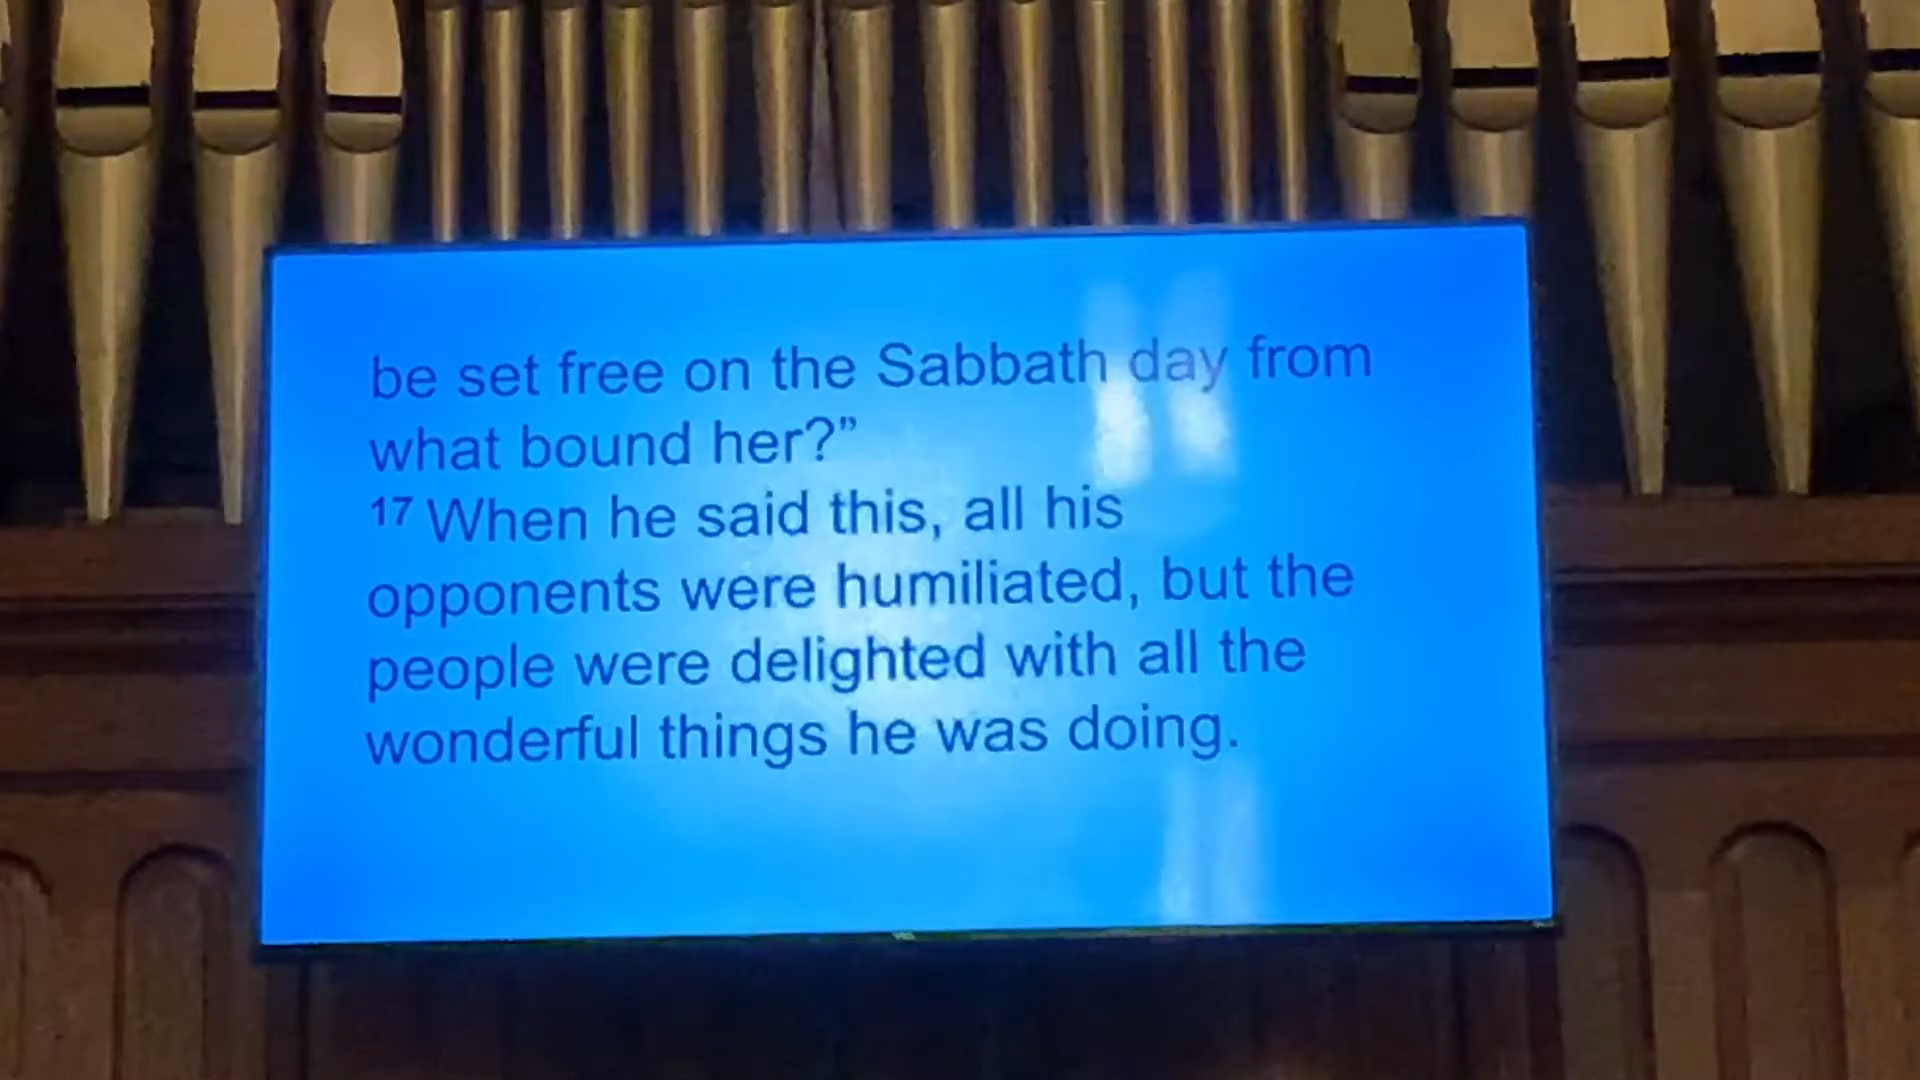 be set free on the Sabbath day from
what bound her?”
17 When he said this, all his
opponents were humiliated, but the
people were delighted with all the
wonderful things he was doing.